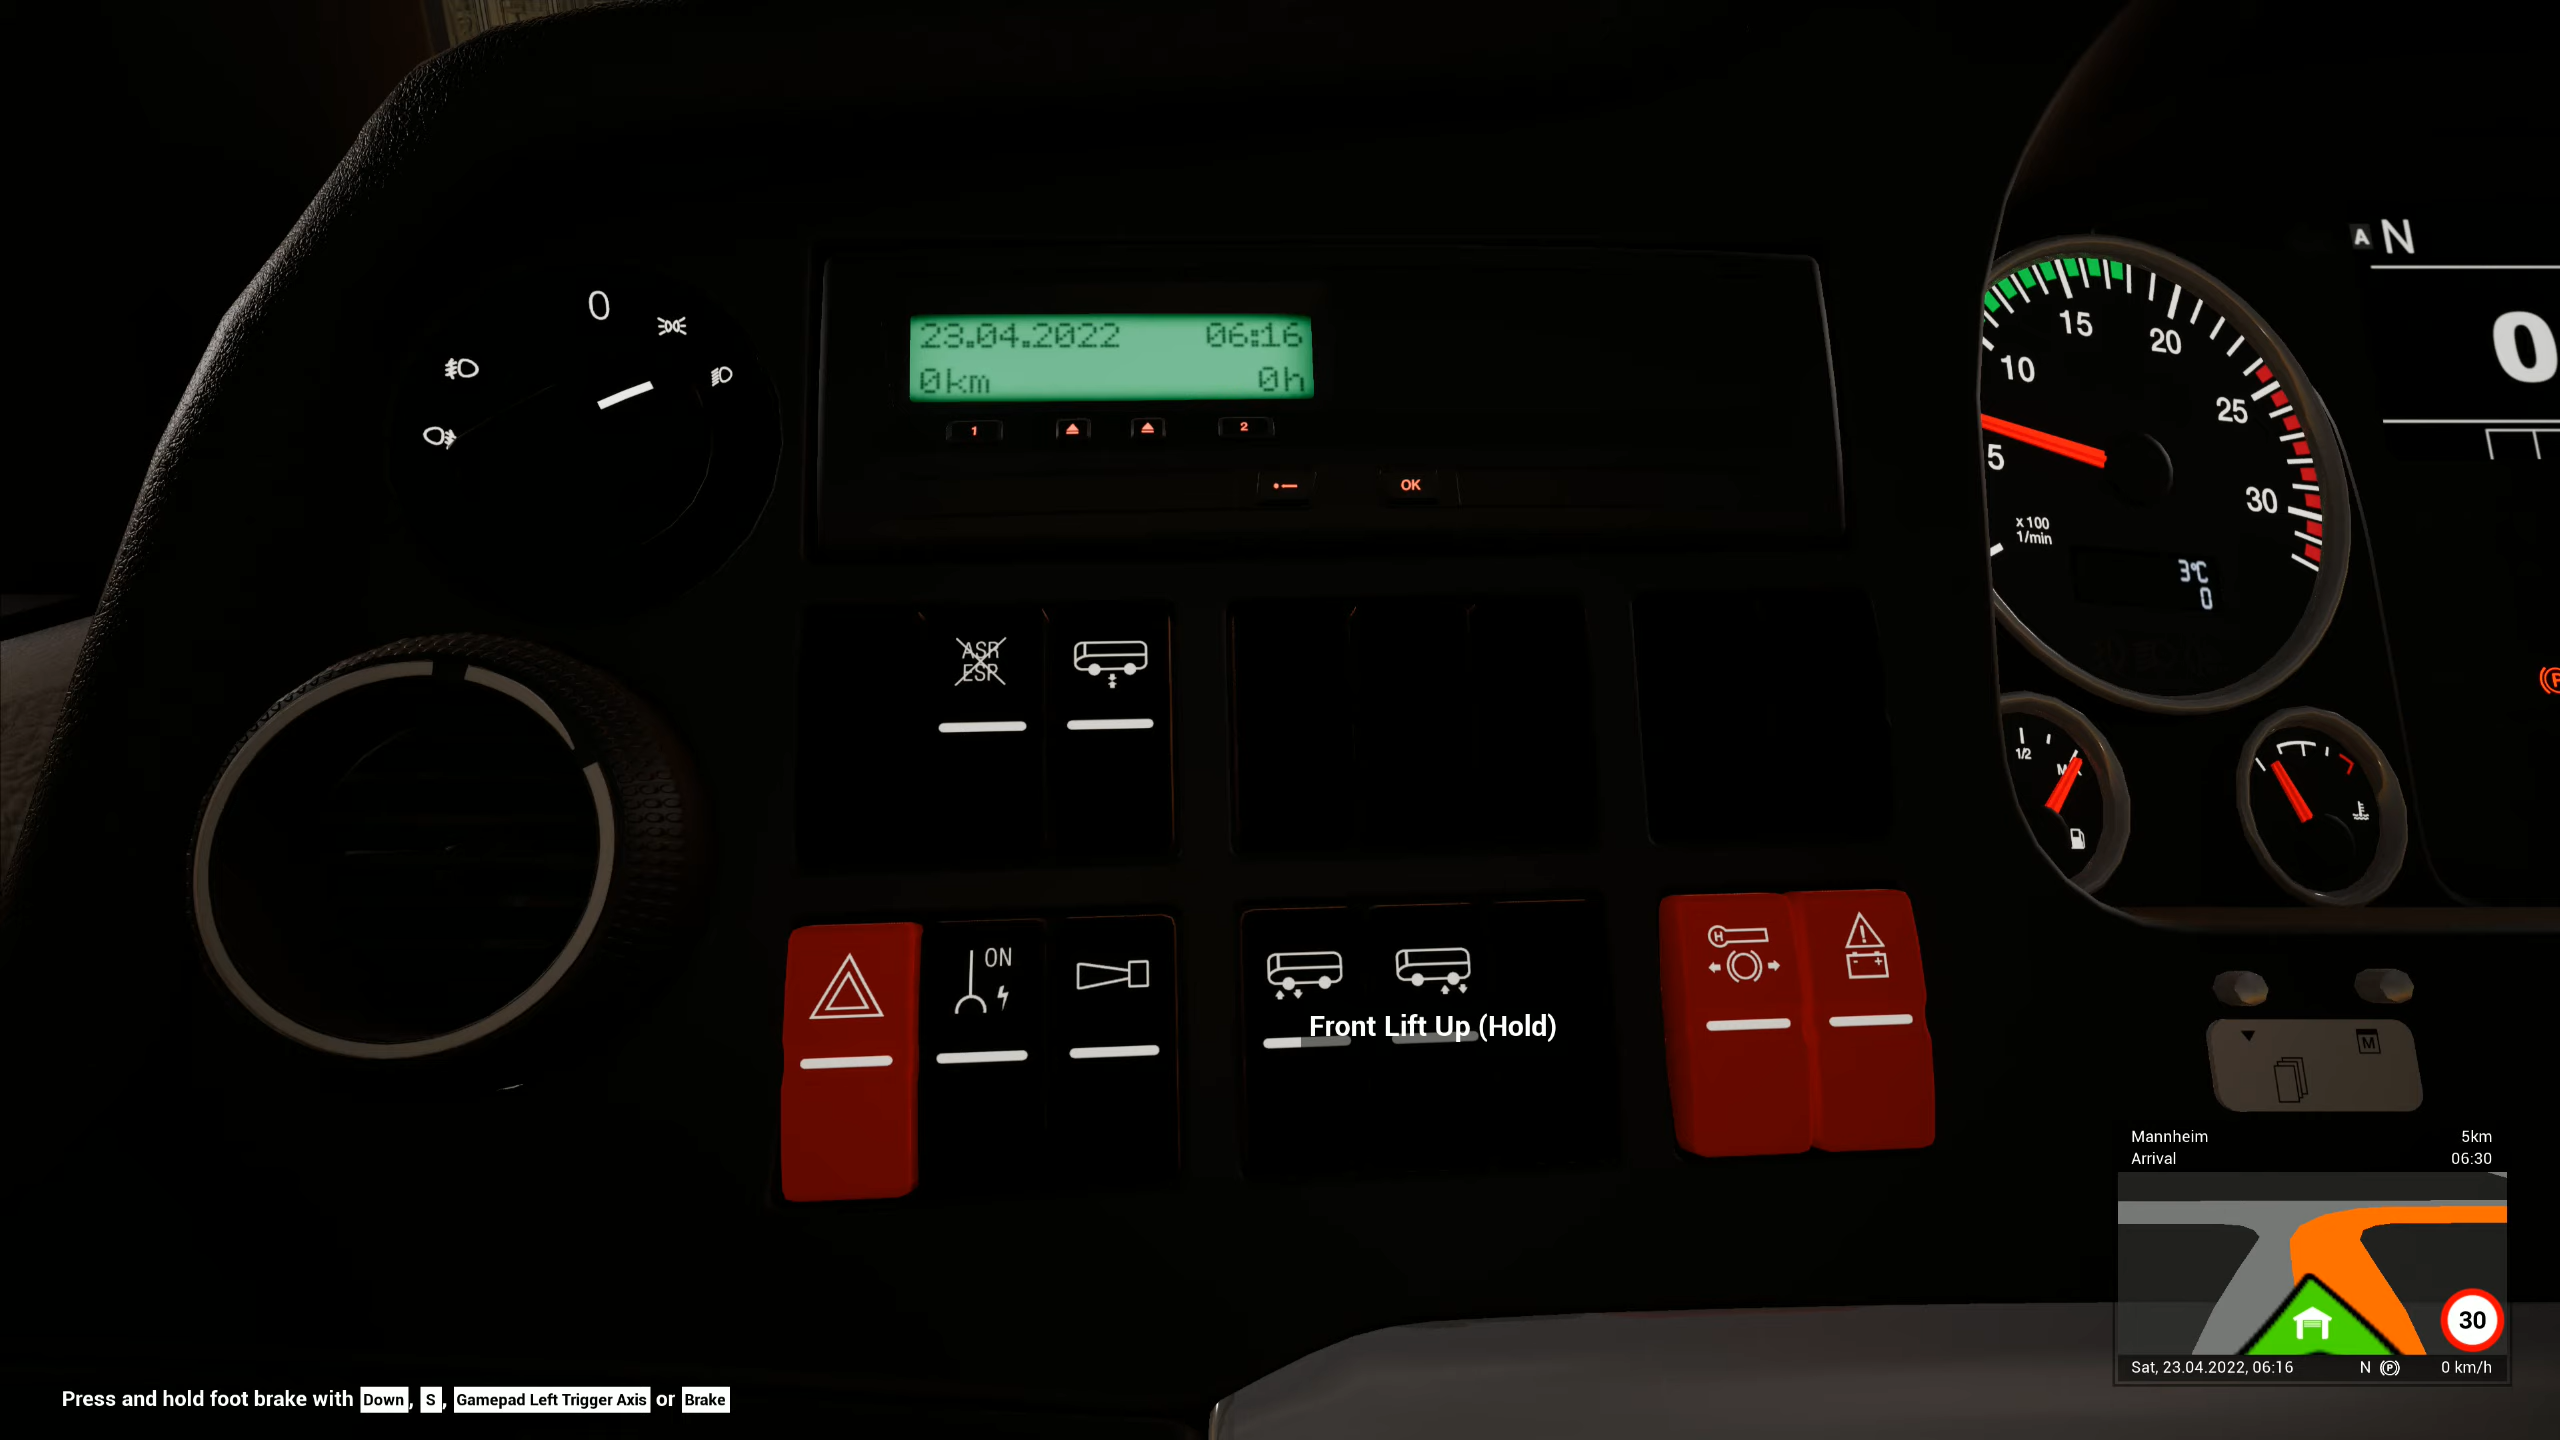 0
23.04.2022 06:16
0km 0h
1 2
OK
ASR
ESR
ON
H
Front Lift Up (Hold)
A N
0
5 10 15 20 25 30
x 100
1/min
3°C
0
1/2
M
Mannheim 5km
Arrival 06:30
30
Sat, 23.04.2022, 06:16 N (P) 0 km/h
Press and hold foot brake with Down, S, Gamepad Left Trigger Axis or Brake